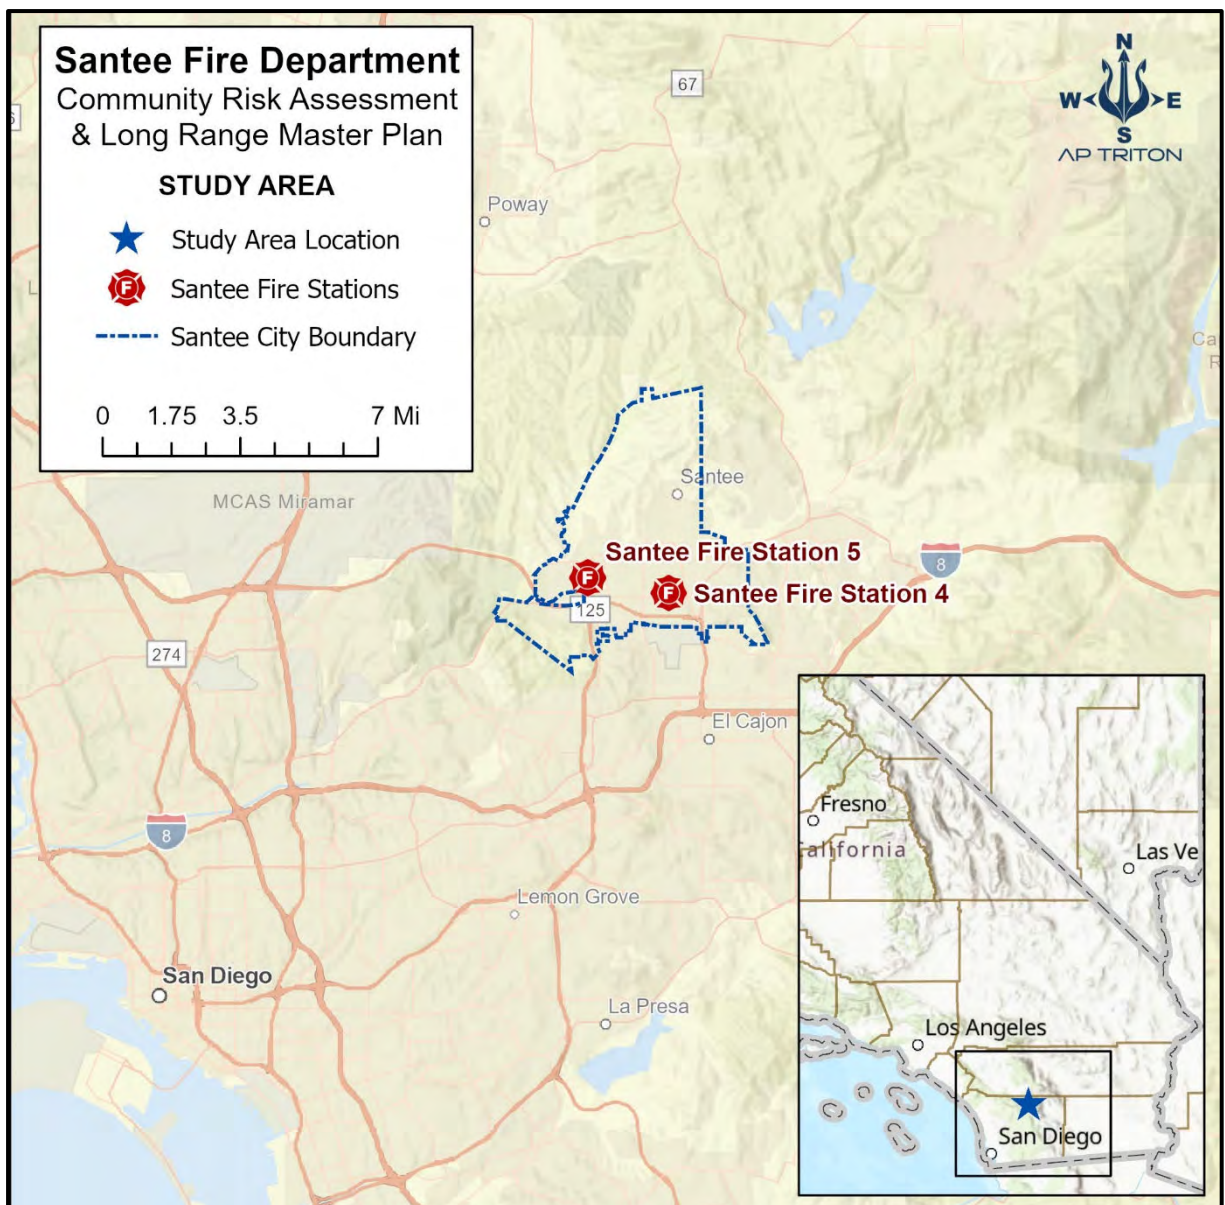 Santee Fire Department
Community Risk Assessment
& Long Range Master Plan
STUDY AREA
Study Area Location
F
Santee Fire Stations
Santee City Boundary
0 1.75 3.5 7 Mi
N
W E
S
AP TRITON
67
Poway
MCAS Miramar
Santee
Santee Fire Station 5
F
8
F
Santee Fire Station 4
125
274
El Cajon
8
Lemon Grove
San Diego
La Presa
Fresno
California
Las Ve
Los Angeles
San Diego